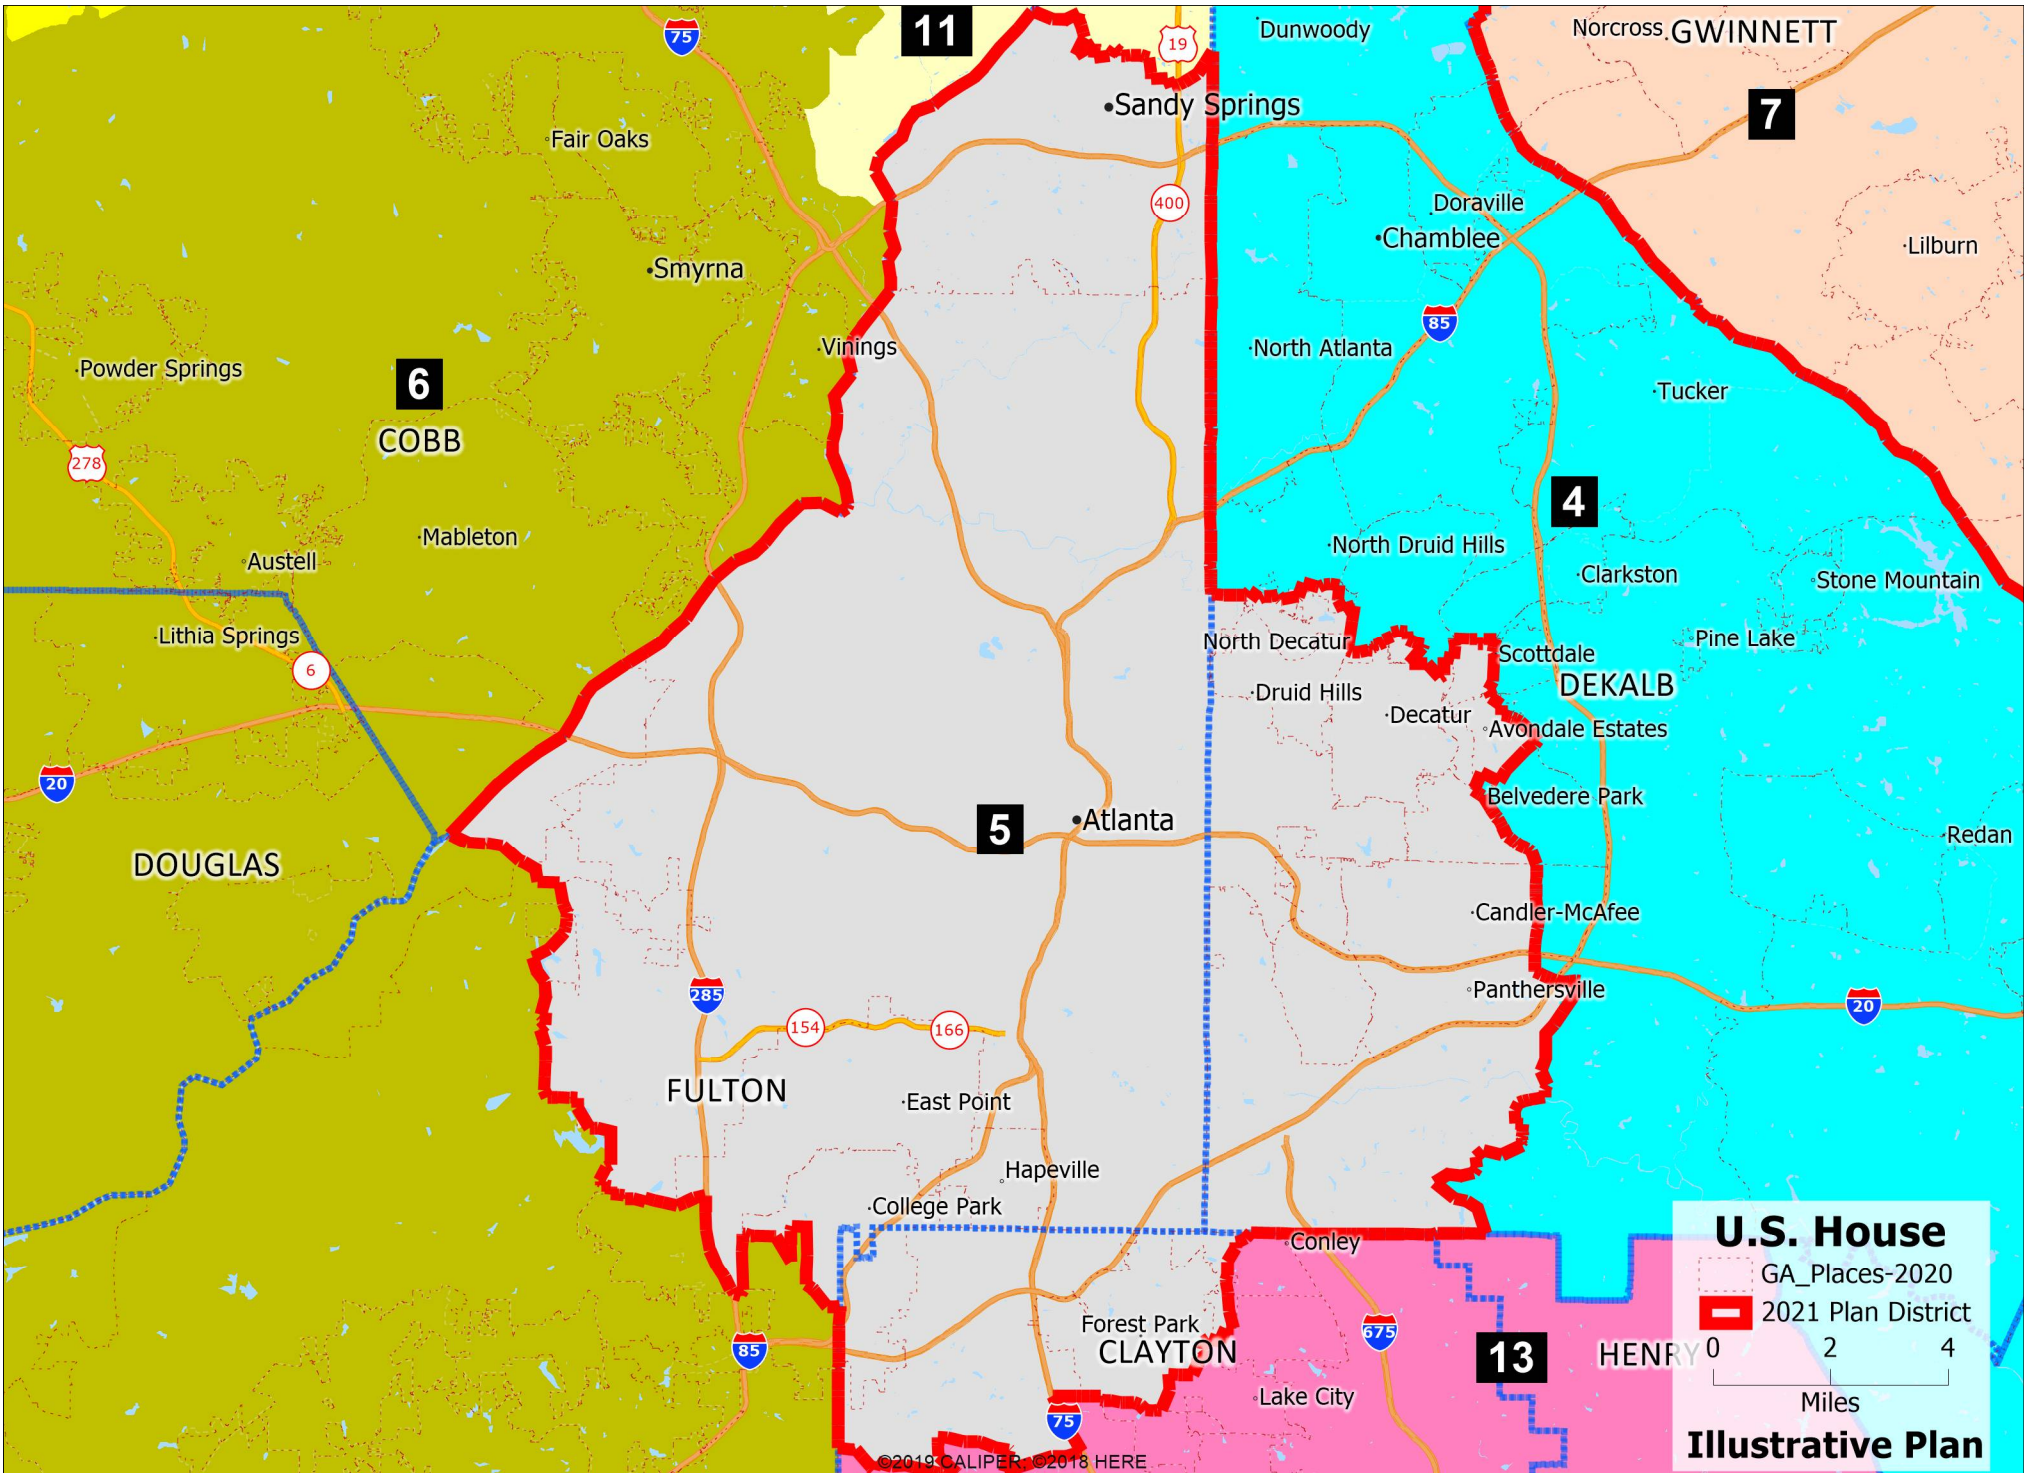 11
75
19
Dunwoody
Norcross
GWINNETT
7
Sandy Springs
Fair Oaks
400
Doraville
Chamblee
Lilburn
Smyrna
85
Vinings
North Atlanta
Powder Springs
6
Tucker
COBB
278
4
Mableton
North Druid Hills
Austell
Clarkston
Stone Mountain
Lithia Springs
North Decatur
Pine Lake
Scottdale
6
DEKALB
Druid Hills
Decatur
Avondale Estates
20
Belvedere Park
5
Atlanta
Redan
DOUGLAS
Candler-McAfee
285
Panthersville
20
154
166
FULTON
East Point
Hapeville
College Park
Conley
Forest Park
CLAYTON
85
675
13
HENRY
Lake City
75
©2019 CALIPER; ©2018 HERE
U.S. House
GA_Places-2020
2021 Plan District
0 2 4
Miles
Illustrative Plan